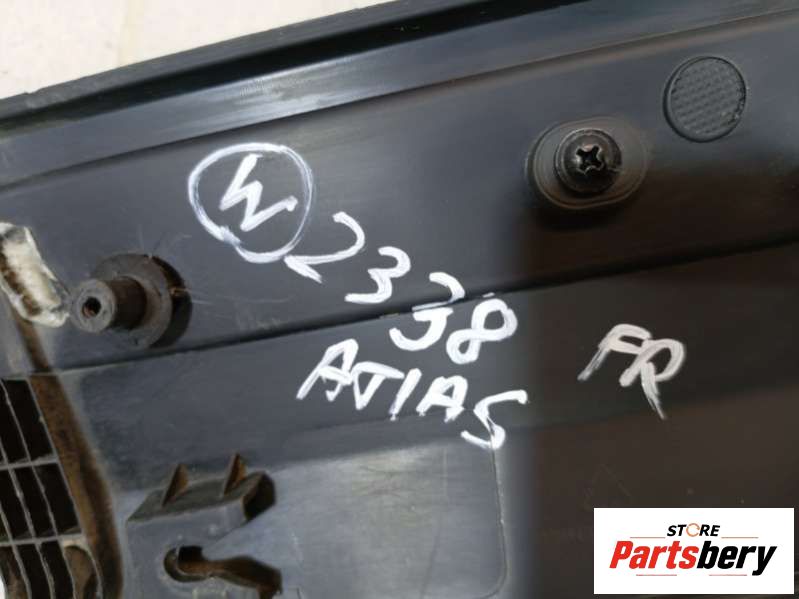 W 2338
ATIAS FR
STORE
Partsbery